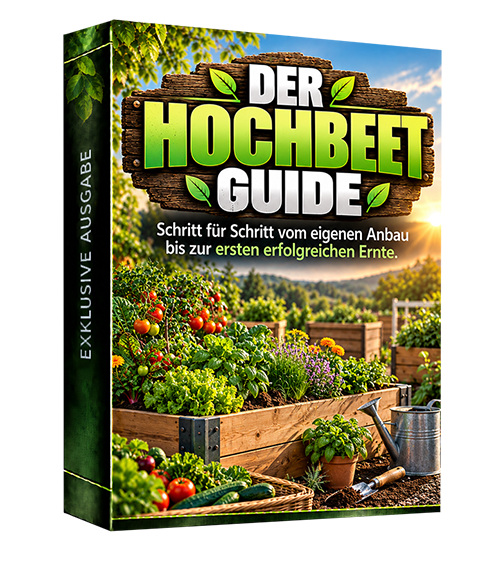 DER
HOCHBEET
GUIDE
Schritt für Schritt vom eigenen Anbau
bis zur ersten erfolgreichen Ernte.
EXKLUSIVE AUSGABE